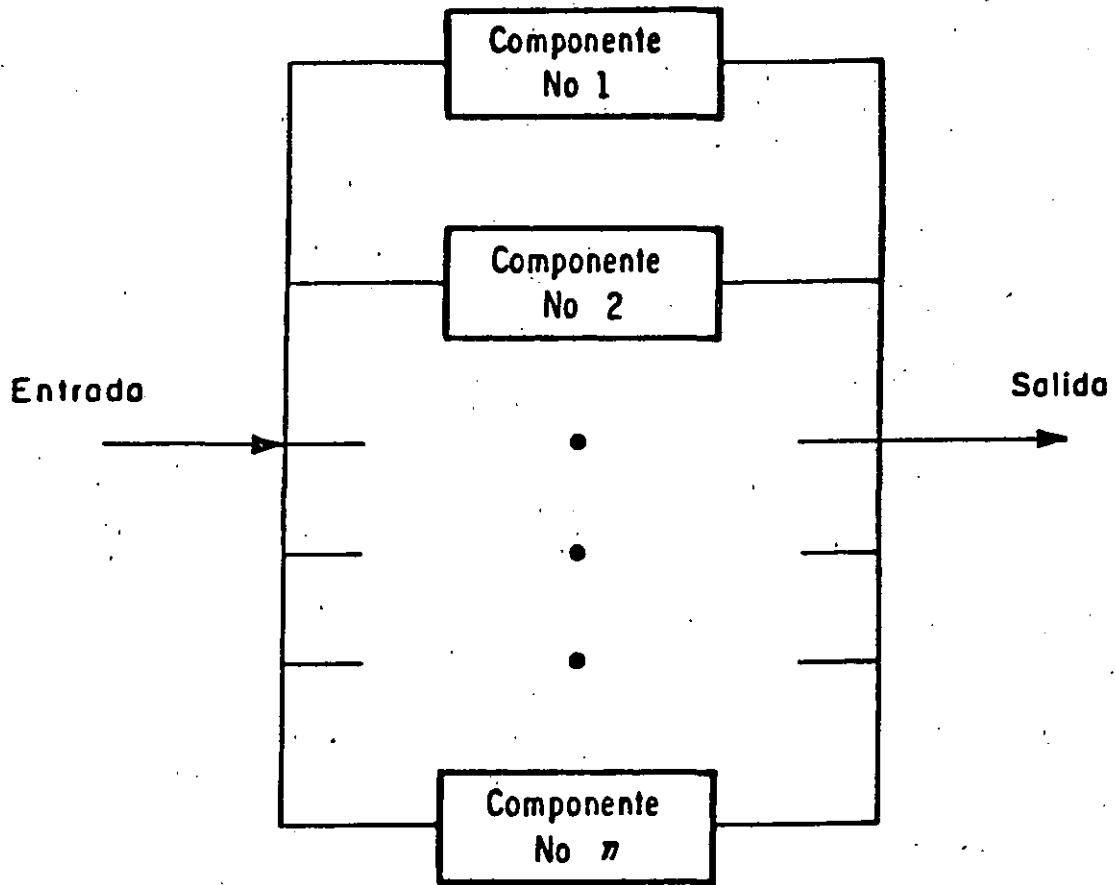 Componente
No 1
Componente
No 2
Entrada
Salida
Componente
No n